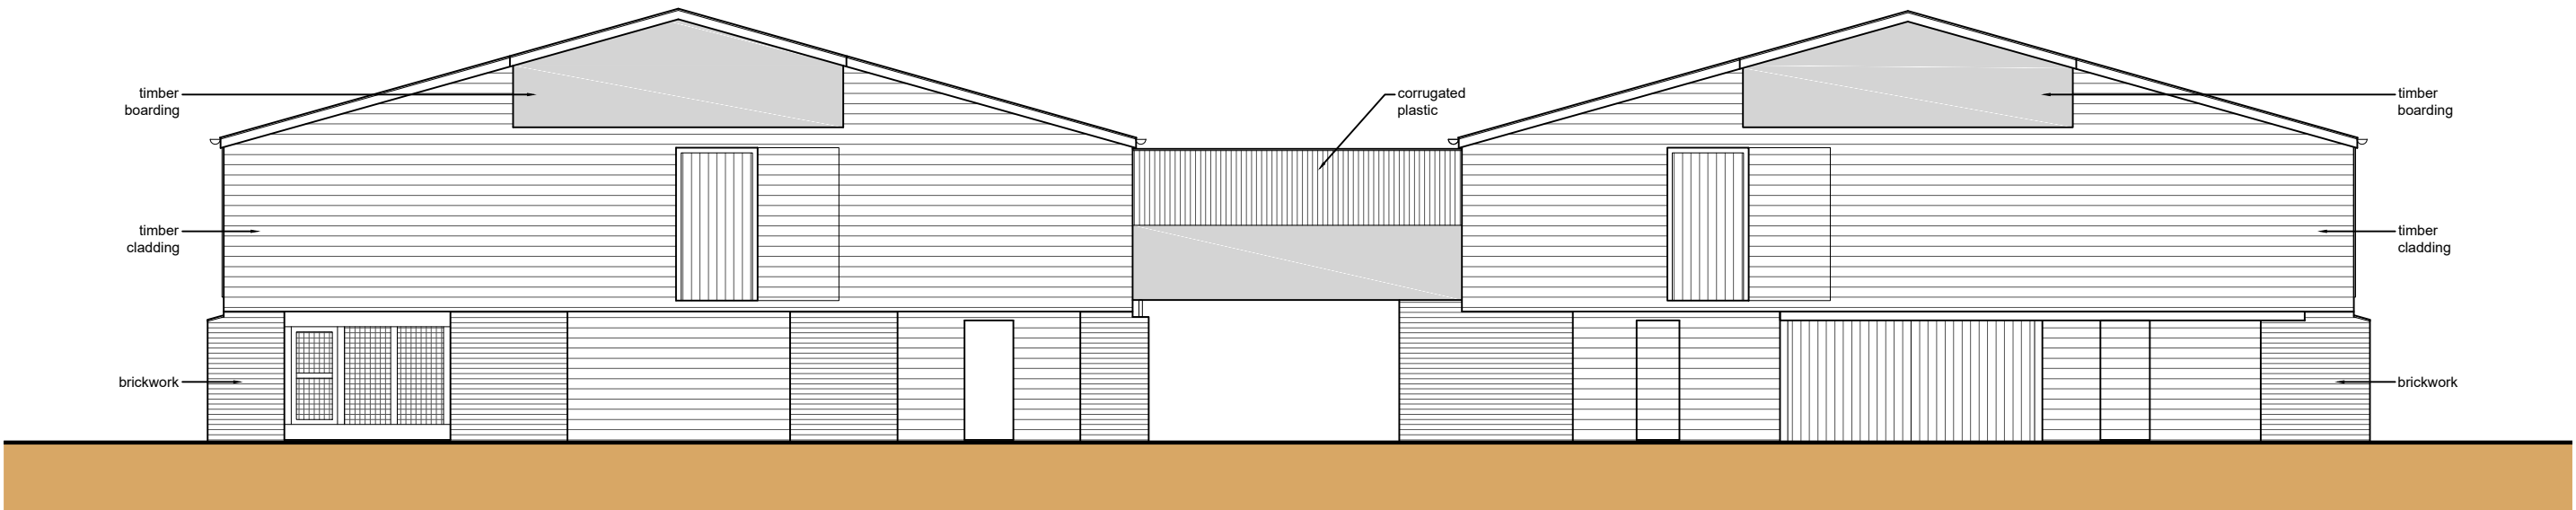 timber
boarding
corrugated
plastic
timber
boarding
timber
cladding
timber
cladding
brickwork
brickwork